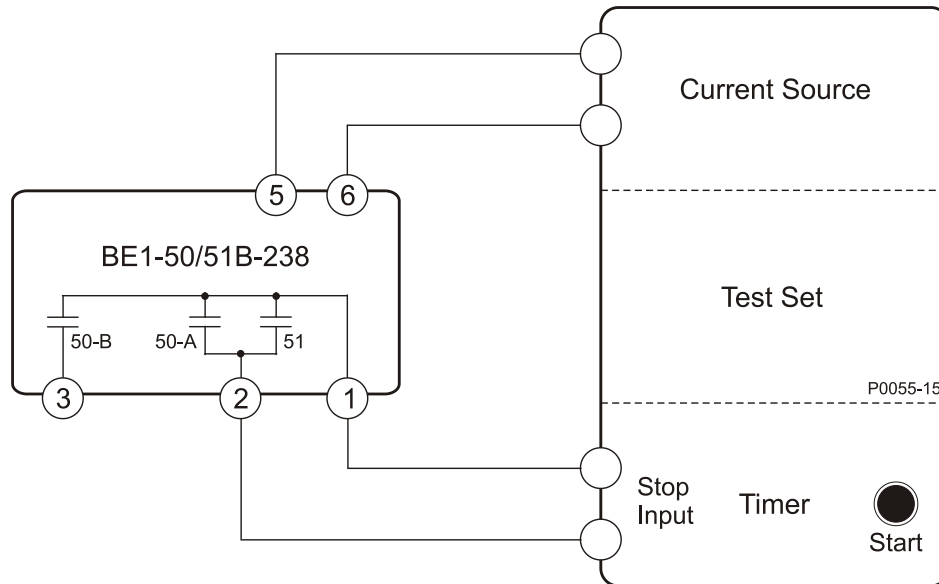 Current Source
5
6
BE1-50/51B-238
Test Set
50-B
50-A
51
P0055-15
3
2
1
Stop
Input
Timer
Start